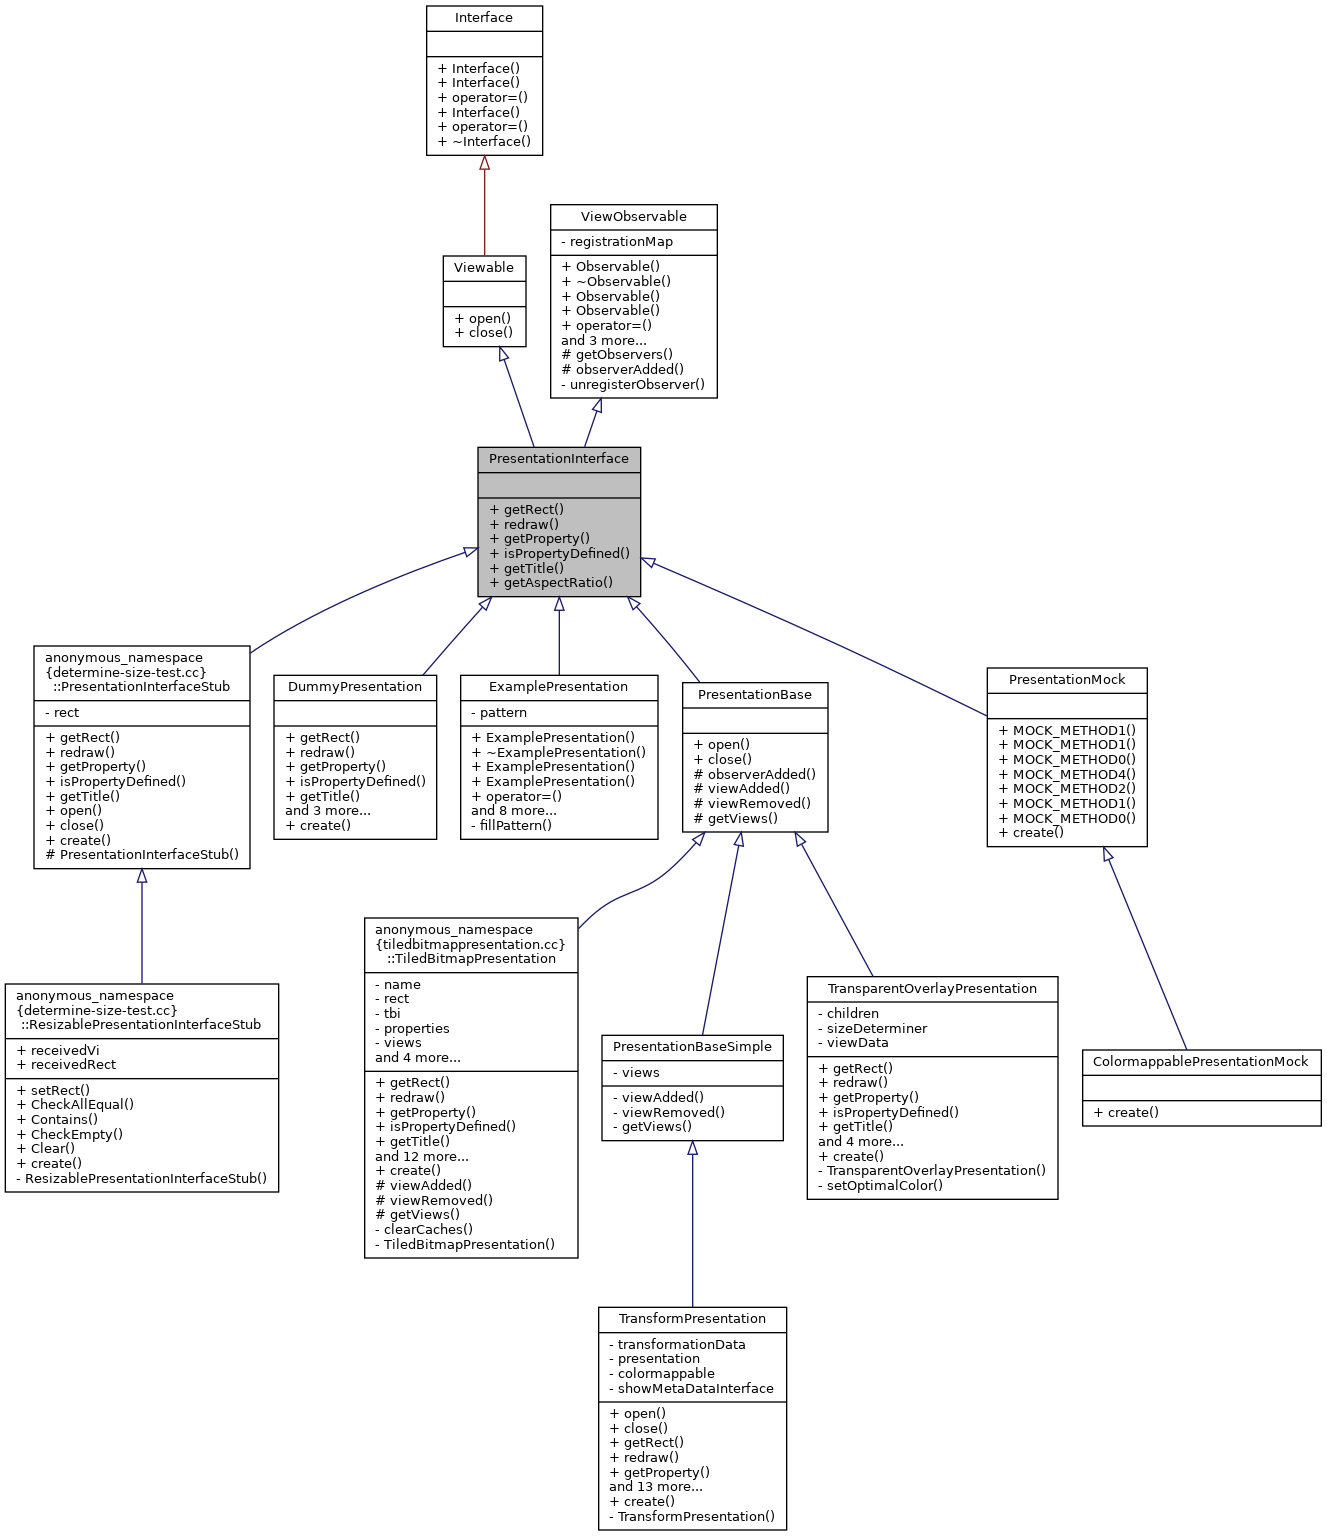 Interface
+ Interface()
+ Interface()
+ operator=()
+ Interface()
+ operator=()
+ ~Interface()
ViewObservable
- registrationMap
+ Observable()
+ ~Observable()
+ Observable()
+ Observable()
+ operator=()
and 3 more...
# getObservers()
# observerAdded()
- unregisterObserver()
Viewable
+ open()
+ close()
PresentationInterface
+ getRect()
+ redraw()
+ getProperty()
+ isPropertyDefined()
+ getTitle()
+ getAspectRatio()
anonymous_namespace
{determine-size-test.cc}
::PresentationInterfaceStub
- rect
+ getRect()
+ redraw()
+ getProperty()
+ isPropertyDefined()
+ getTitle()
+ open()
+ close()
+ create()
# PresentationInterfaceStub()
DummyPresentation
+ getRect()
+ redraw()
+ getProperty()
+ isPropertyDefined()
+ getTitle()
and 3 more...
+ create()
ExamplePresentation
- pattern
+ ExamplePresentation()
+ ~ExamplePresentation()
+ ExamplePresentation()
+ ExamplePresentation()
+ operator=()
and 8 more...
- fillPattern()
PresentationBase
+ open()
+ close()
# observerAdded()
# viewAdded()
# viewRemoved()
# getViews()
PresentationMock
+ MOCK_METHOD1()
+ MOCK_METHOD1()
+ MOCK_METHOD0()
+ MOCK_METHOD4()
+ MOCK_METHOD2()
+ MOCK_METHOD1()
+ MOCK_METHOD0()
+ create()
anonymous_namespace
{determine-size-test.cc}
::ResizablePresentationInterfaceStub
+ receivedVi
+ receivedRect
+ setRect()
+ CheckAllEqual()
+ Contains()
+ CheckEmpty()
+ Clear()
+ create()
- ResizablePresentationInterfaceStub()
anonymous_namespace
{tiledbitmappresentation.cc}
::TiledBitmapPresentation
- name
- rect
- tbi
- properties
- views
and 4 more...
+ getRect()
+ redraw()
+ getProperty()
+ isPropertyDefined()
+ getTitle()
and 12 more...
+ create()
# viewAdded()
# viewRemoved()
# getViews()
- clearCaches()
- TiledBitmapPresentation()
PresentationBaseSimple
- views
- viewAdded()
- viewRemoved()
- getViews()
TransparentOverlayPresentation
- children
- sizeDeterminer
- viewData
+ getRect()
+ redraw()
+ getProperty()
+ isPropertyDefined()
+ getTitle()
and 4 more...
+ create()
- TransparentOverlayPresentation()
- setOptimalColor()
ColormappablePresentationMock
+ create()
TransformPresentation
- transformationData
- presentation
- colormappable
- showMetaDataInterface
+ open()
+ close()
+ getRect()
+ redraw()
+ getProperty()
and 13 more...
+ create()
- TransformPresentation()